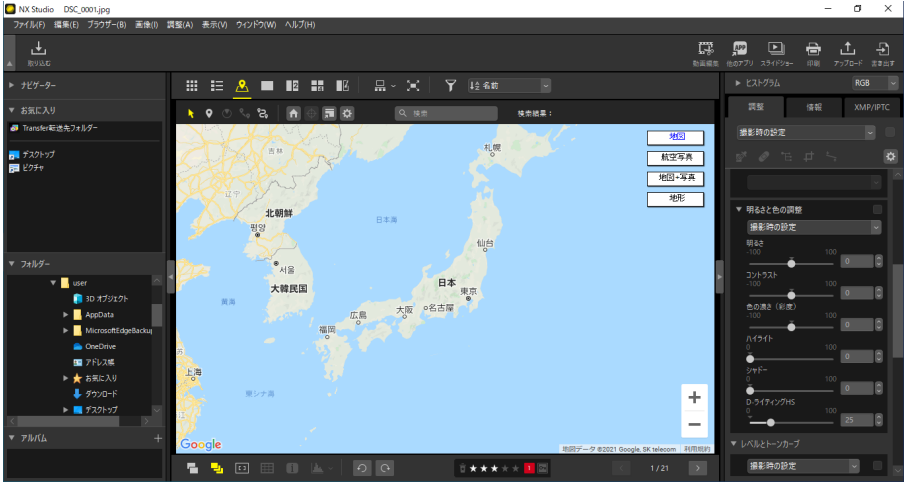 NX Studio DSC_0001.jpg
ファイル(F) 編集(E) ブラウザー(B) 画像(I) 調整(A) 表示(V) ウィンドウ(W) ヘルプ(H)
取り込む
動画編集 他のアプリ スライドショー 印刷 アップロード 書き出す
ナビゲーター
名前
ヒストグラム
RGB
お気に入り
Transfer転送先フォルダー
デスクトップ
ピクチャ
検索
検索結果：
調整 情報 XMP/IPTC
撮影時の設定
地図
航空写真
地図+写真
地形
吉林
辽宁
北朝鮮
평양
서울
大韓民国
黄海
日本海
札幌
仙台
日本
東京
名古屋
大阪
広島
福岡
上海
東シナ海
Google
地図データ ©2021 Google, SK telecom 利用規約
フォルダー
user
3D オブジェクト
AppData
MicrosoftEdgeBackup
OneDrive
アドレス帳
お気に入り
ダウンロード
デスクトップ
アルバム
1
1 / 21
明るさと色の調整
撮影時の設定
明るさ
-100 100
0
コントラスト
-100 100
0
色の濃さ（彩度）
-100 100
0
ハイライト
0 100
0
シャドー
0 100
0
D-ライティングHS
0 100
25
レベルとトーンカーブ
撮影時の設定